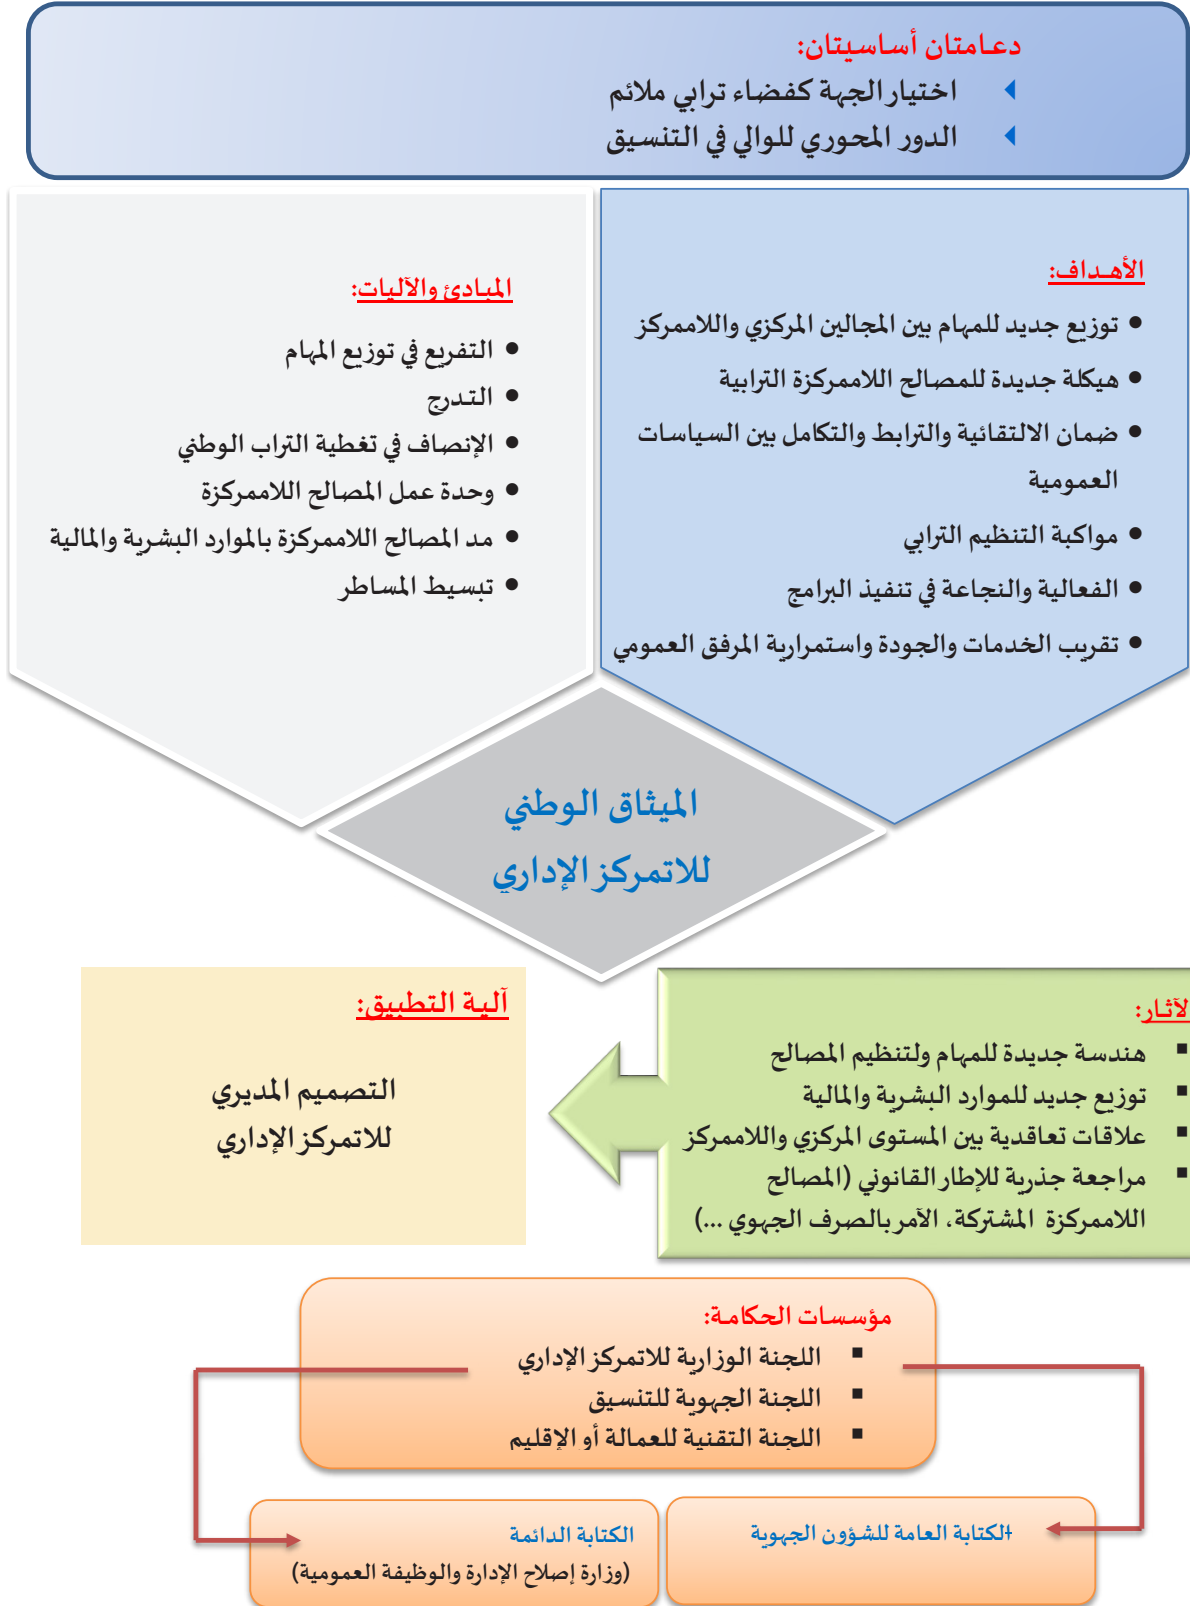 دعامتان أساسيتان:
اختيار الجهة كفضاء ترابي ملائم
الدور المحوري للوالي في التنسيق
الأهداف:
● توزيع جديد للمهام بين المجالين المركزي واللاممركز
● هيكلة جديدة للمصالح اللاممركزة الترابية
● ضمان الالتقائية والترابط والتكامل بين السياسات
العمومية
● مواكبة التنظيم الترابي
● الفعالية والنجاعة في تنفيذ البرامج
● تقريب الخدمات والجودة واستمرارية المرفق العمومي
المبادئ والآليات:
● التفريع في توزيع المهام
● التدرج
● الإنصاف في تغطية التراب الوطني
● وحدة عمل المصالح اللاممركزة
● مد المصالح اللاممركزة بالموارد البشرية والمالية
● تبسيط المساطر
الميثاق الوطني
للاتمركز الإداري
لآثار:
▪ هندسة جديدة للمهام ولتنظيم المصالح
▪ توزيع جديد للموارد البشرية والمالية
▪ علاقات تعاقدية بين المستوى المركزي واللاممركز
▪ مراجعة جذرية للإطار القانوني (المصالح
اللاممركزة المشتركة، الآمر بالصرف الجهوي ...)
آلية التطبيق:
التصميم المديري
للاتمركز الإداري
مؤسسات الحكامة:
▪ اللجنة الوزارية للاتمركز الإداري
▪ اللجنة الجهوية للتنسيق
▪ اللجنة التقنية للعمالة أو الإقليم
الكتابة العامة للشؤون الجهوية
الكتابة الدائمة
(وزارة إصلاح الإدارة والوظيفة العمومية)